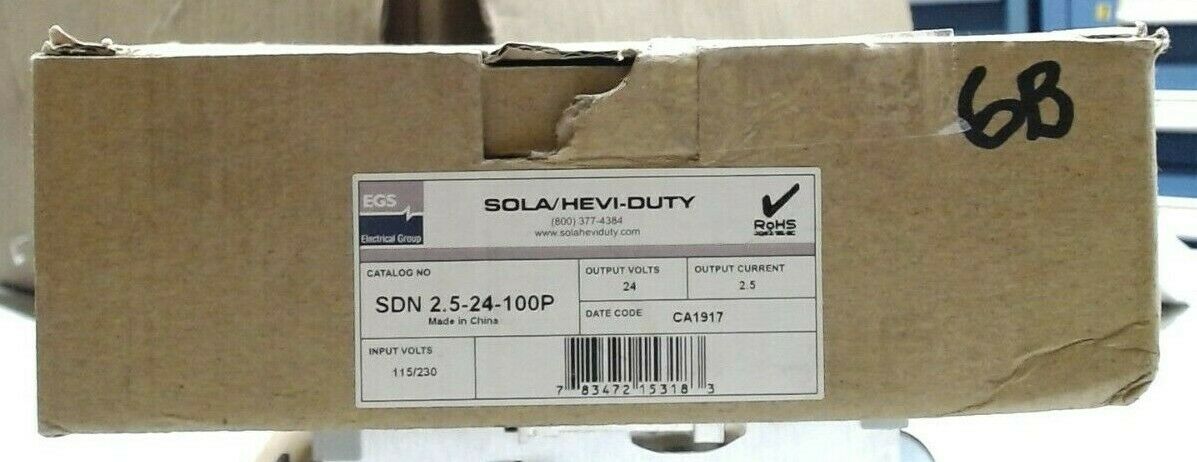 6B
EGS
Electrical Group
SOLA/HEVI-DUTY
(800) 377-4384
www.solaheviduty.com
RoHS
CATALOG NO
SDN 2.5-24-100P
Made in China
OUTPUT VOLTS
24
OUTPUT CURRENT
2.5
DATE CODE
CA1917
INPUT VOLTS
115/230
7 83472 15318 3